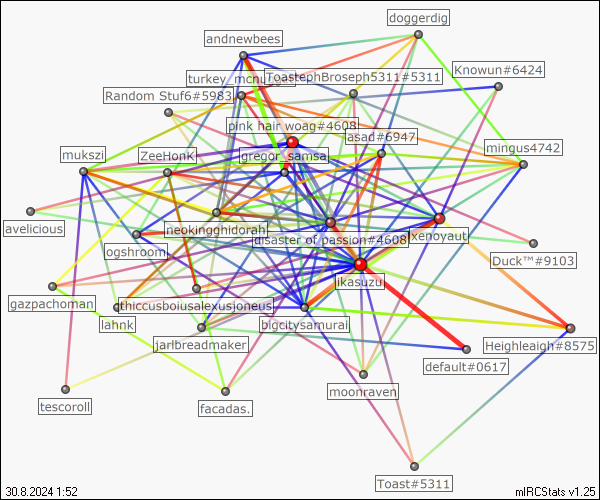 doggerdig
andnewbees
ToastephBroseph5311#5311
Knowun#6424
Random Stuf6#5983
pink hair woag#4608
asad#6947
mingus4742
mukszi
ZeeHonK
gregor_samsa
avelicious
neokingghidorah
ogshroom
disaster of passion#4608
xenoyaut
Duck™#9103
ikasuzu
gazpachoman
thiccusboiusalexusioneus
lahnk
bigcitysamurai
jarlbreadmaker
Heighleaigh#8575
default#0617
moonraven
tescoroll
facadas.
Toast#5311
30.8.2024 1:52
mIRCStats v1.25